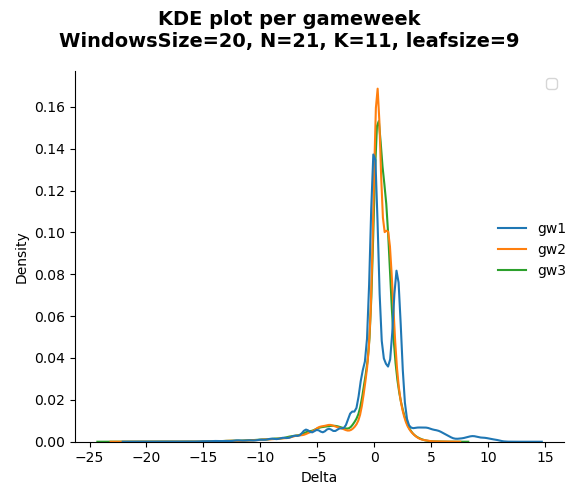 KDE plot per gameweek
WindowsSize=20, N=21, K=11, leafsize=9
Density
0.16
0.14
0.12
0.10
0.08
0.06
0.04
0.02
0.00
gw1
gw2
gw3
−25 −20 −15 −10 −5 0 5 10 15
Delta